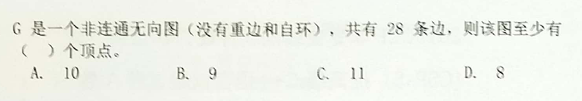 G 是一个非连通无向图（没有重边和自环），共有 28 条边，则该图至少有
（　）个顶点。
A. 10　　B. 9　　C. 11　　D. 8